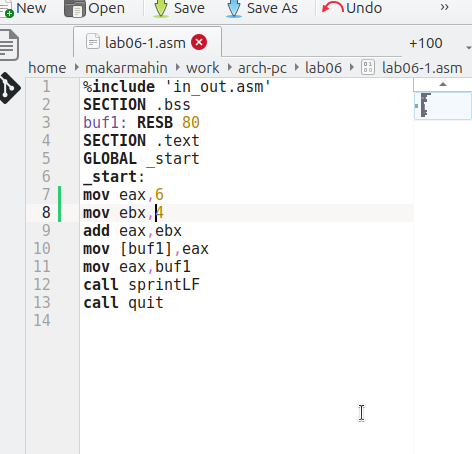 New Open Save Save As Undo »
lab06-1.asm +100
home › makarmahin › work › arch-pc › lab06 › lab06-1.asm
1 %include 'in_out.asm'
2 SECTION .bss
3 buf1: RESB 80
4 SECTION .text
5 GLOBAL _start
6 _start:
7 mov eax,6
8 mov ebx,4
9 add eax,ebx
10 mov [buf1],eax
11 mov eax,buf1
12 call sprintLF
13 call quit
14